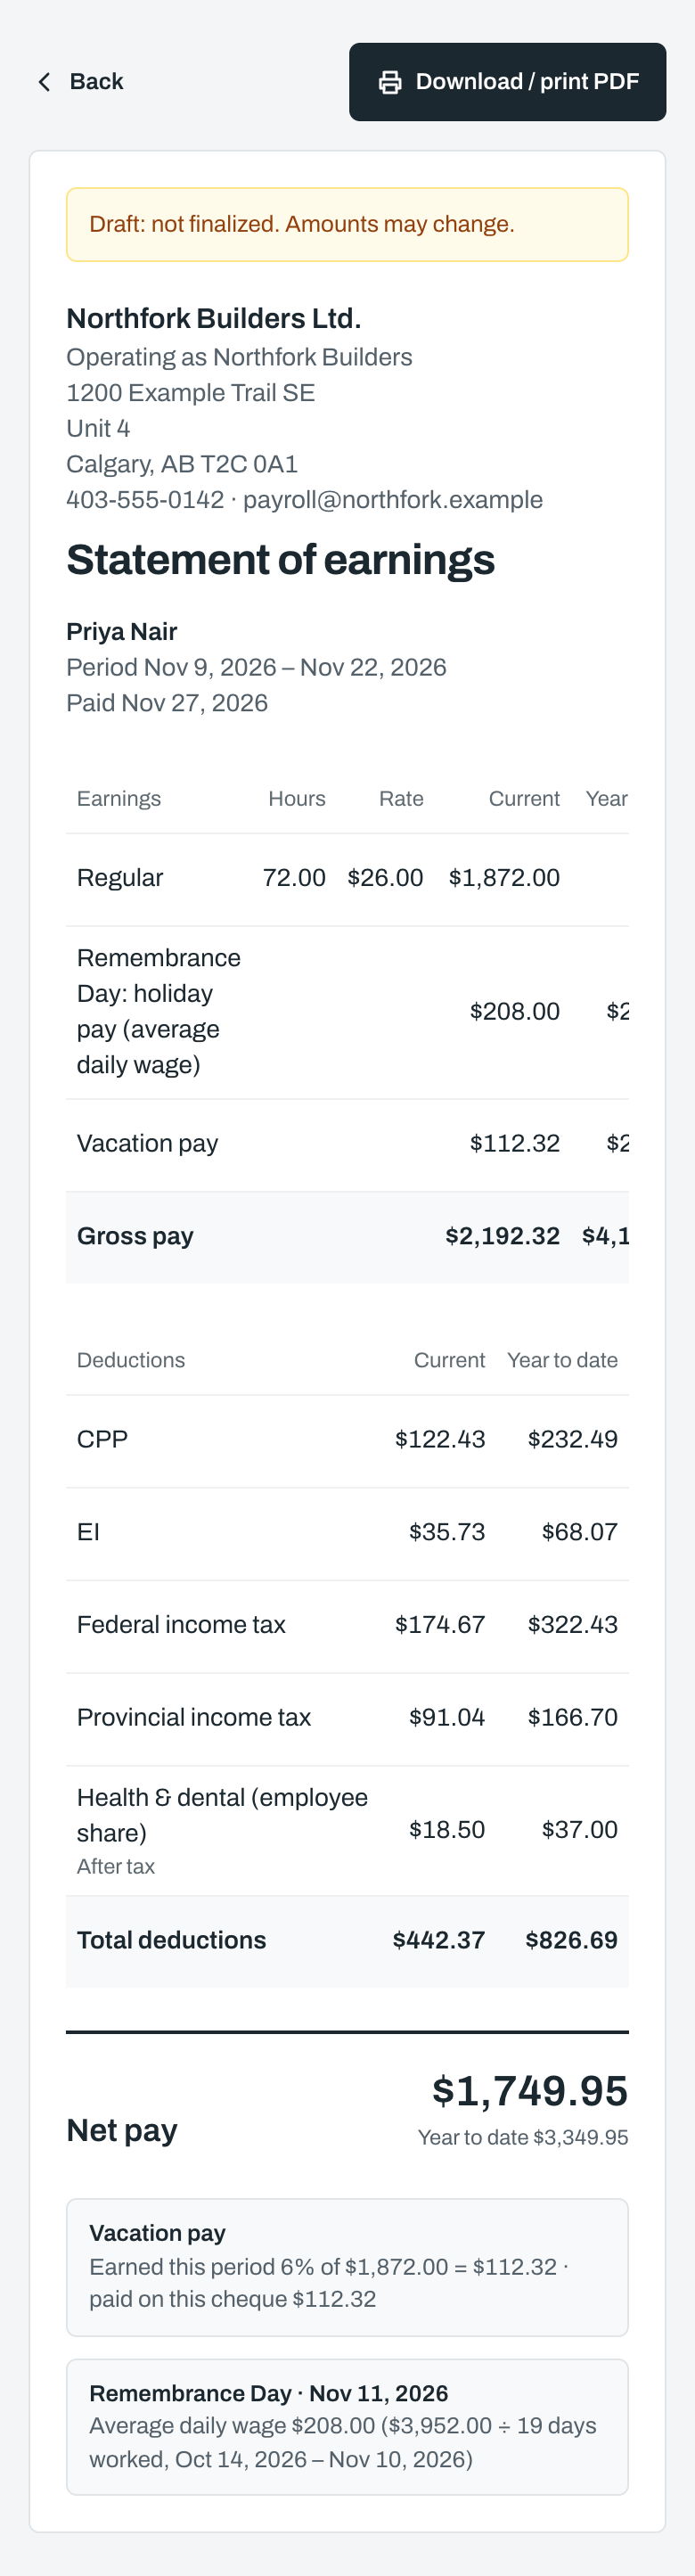 Back
Download / print PDF
Draft: not finalized. Amounts may change.
Northfork Builders Ltd.
Operating as Northfork Builders
1200 Example Trail SE
Unit 4
Calgary, AB T2C 0A1
403-555-0142 · payroll@northfork.example
Statement of earnings
Priya Nair
Period Nov 9, 2026 – Nov 22, 2026
Paid Nov 27, 2026
Earnings Hours Rate Current Year
Regular 72.00 $26.00 $1,872.00
Remembrance
Day: holiday
pay (average
daily wage) $208.00 $2
Vacation pay $112.32 $2
Gross pay $2,192.32 $4,1
Deductions Current Year to date
CPP $122.43 $232.49
EI $35.73 $68.07
Federal income tax $174.67 $322.43
Provincial income tax $91.04 $166.70
Health & dental (employee
share) $18.50 $37.00
After tax
Total deductions $442.37 $826.69
Net pay $1,749.95
Year to date $3,349.95
Vacation pay
Earned this period 6% of $1,872.00 = $112.32 ·
paid on this cheque $112.32
Remembrance Day · Nov 11, 2026
Average daily wage $208.00 ($3,952.00 ÷ 19 days
worked, Oct 14, 2026 – Nov 10, 2026)